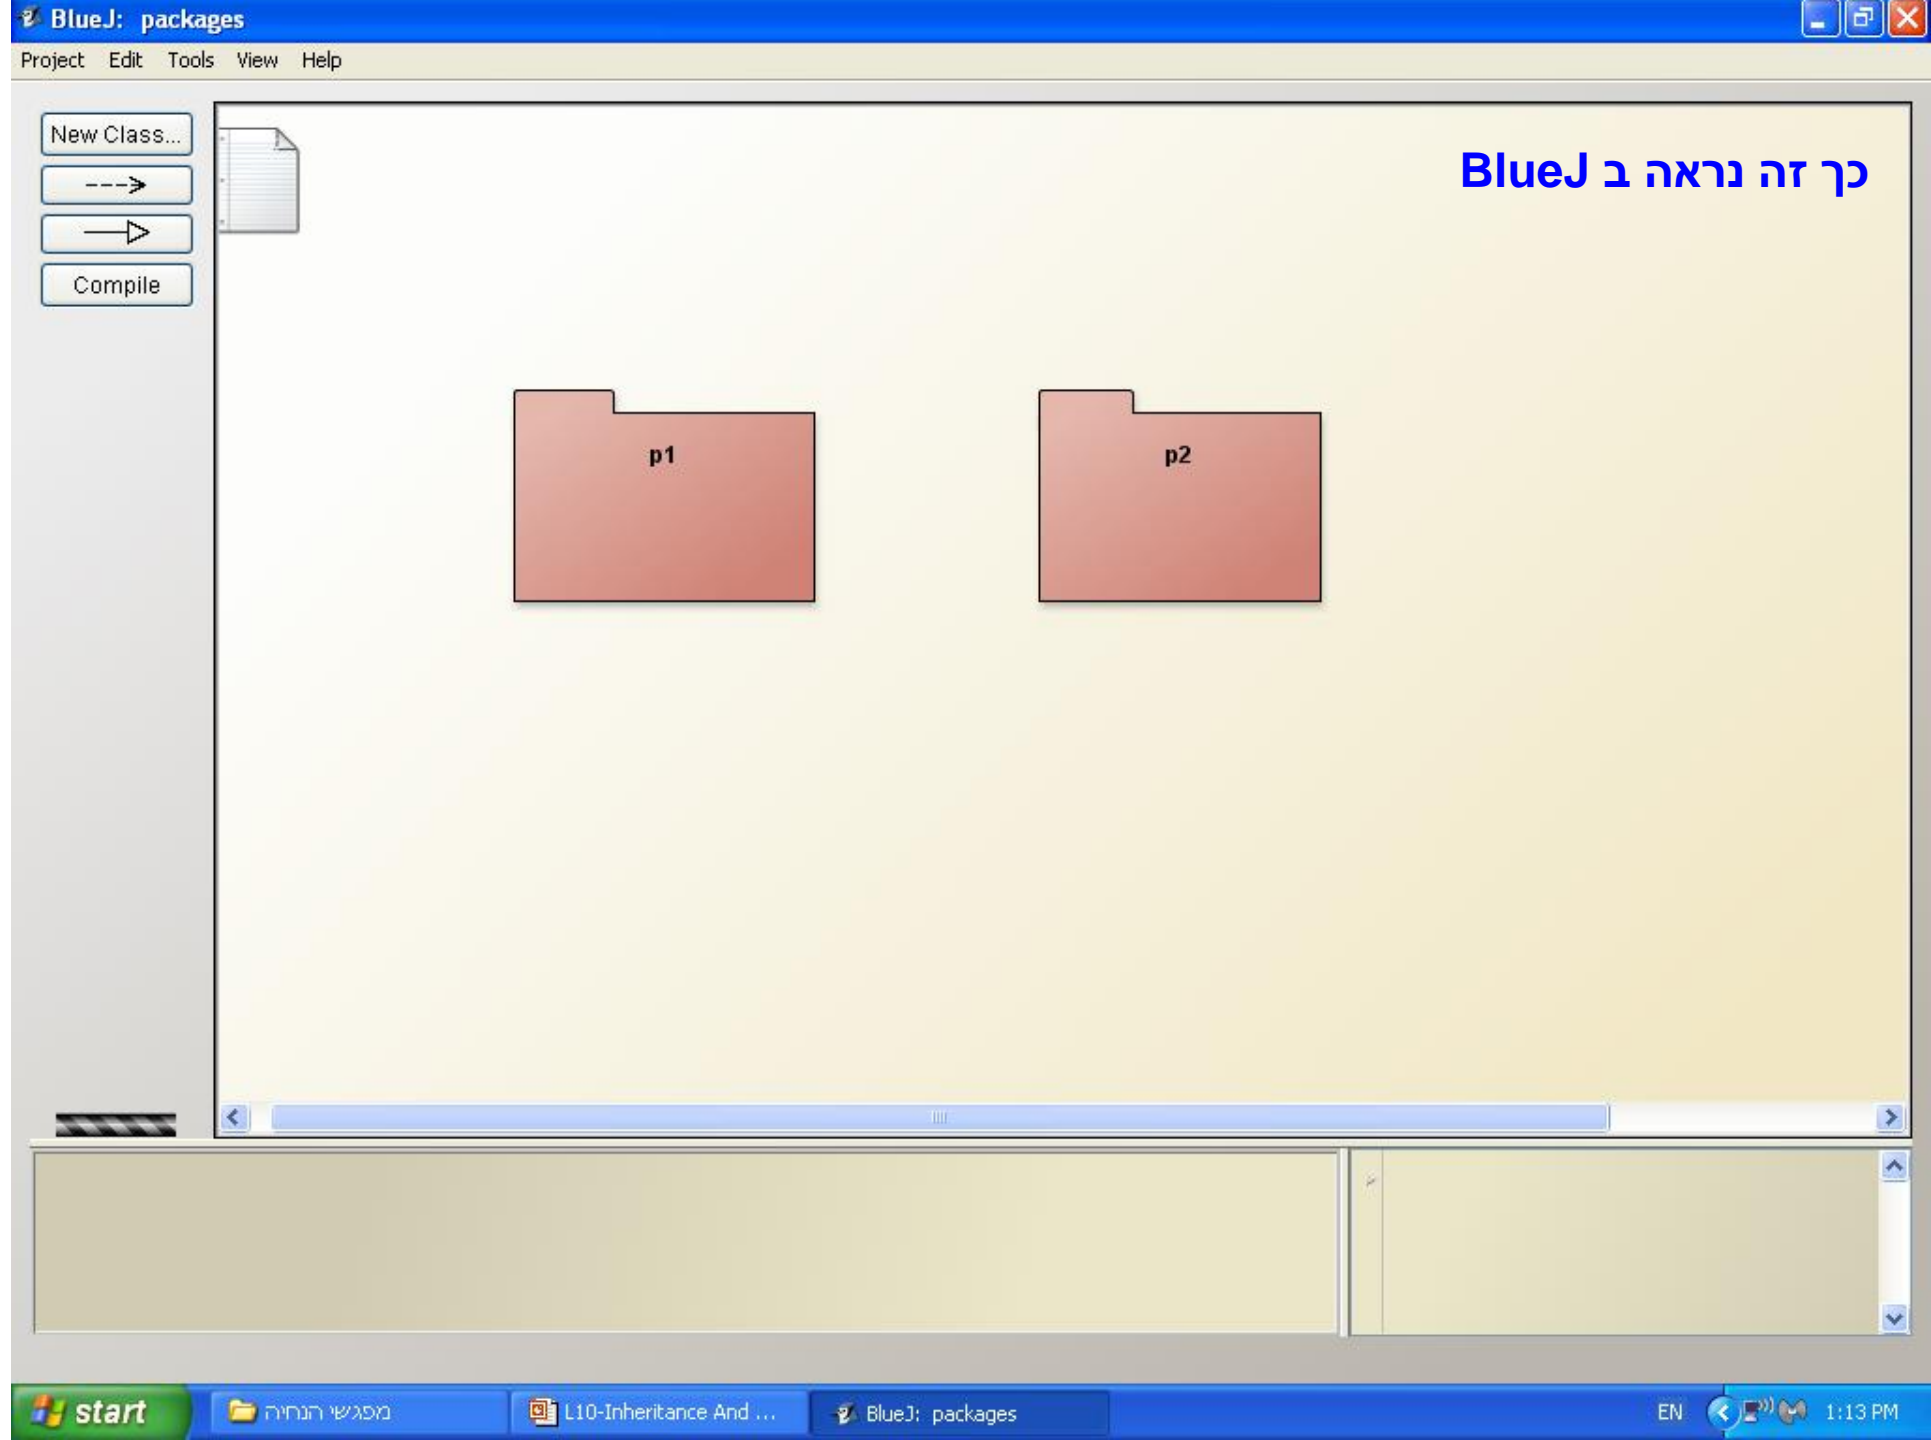 BlueJ: packages
Project Edit Tools View Help
New Class...
כך זה נראה ב BlueJ
Compile
p1 p2
start מפגשי הנחיה L10-Inheritance And ... BlueJ: packages EN 1:13 PM